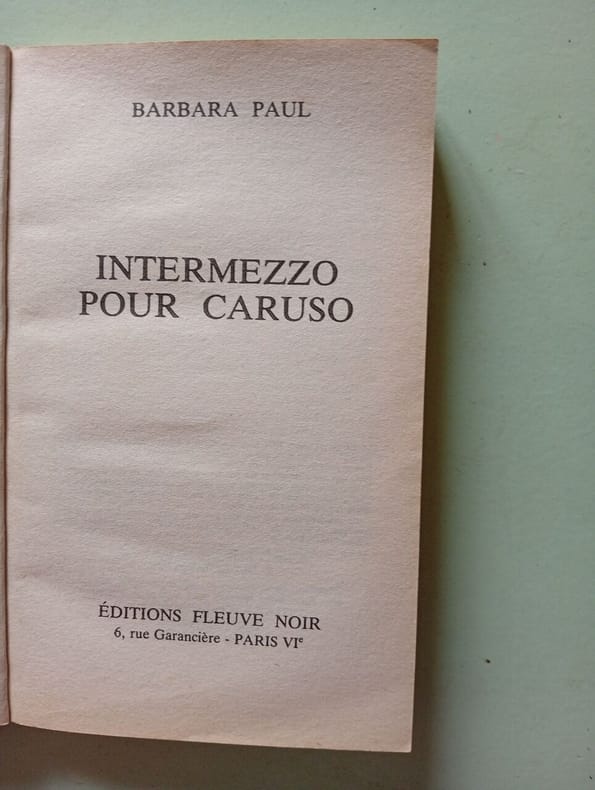 BARBARA PAUL
INTERMEZZO
POUR CARUSO
ÉDITIONS FLEUVE NOIR
6, rue Garancière - PARIS VIe